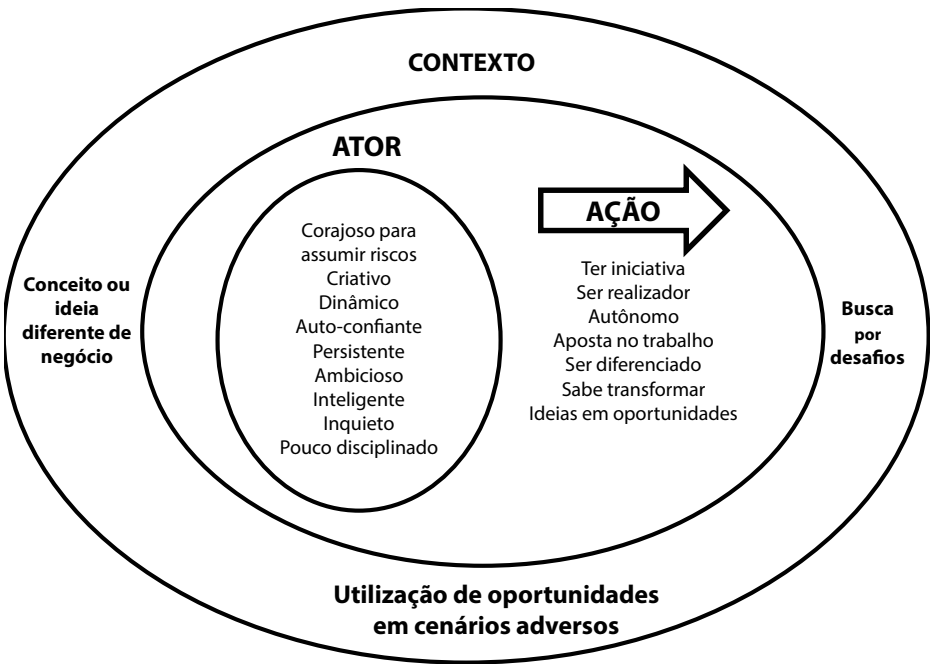 CONTEXTO
ATOR
Corajoso para
assumir riscos
Criativo
Dinâmico
Auto-confiante
Persistente
Ambicioso
Inteligente
Inquieto
Pouco disciplinado
AÇÃO
Ter iniciativa
Ser realizador
Autônomo
Aposta no trabalho
Ser diferenciado
Sabe transformar
Ideias em oportunidades
Conceito ou
ideia
diferente de
negócio
Busca
por
desafios
Utilização de oportunidades
em cenários adversos